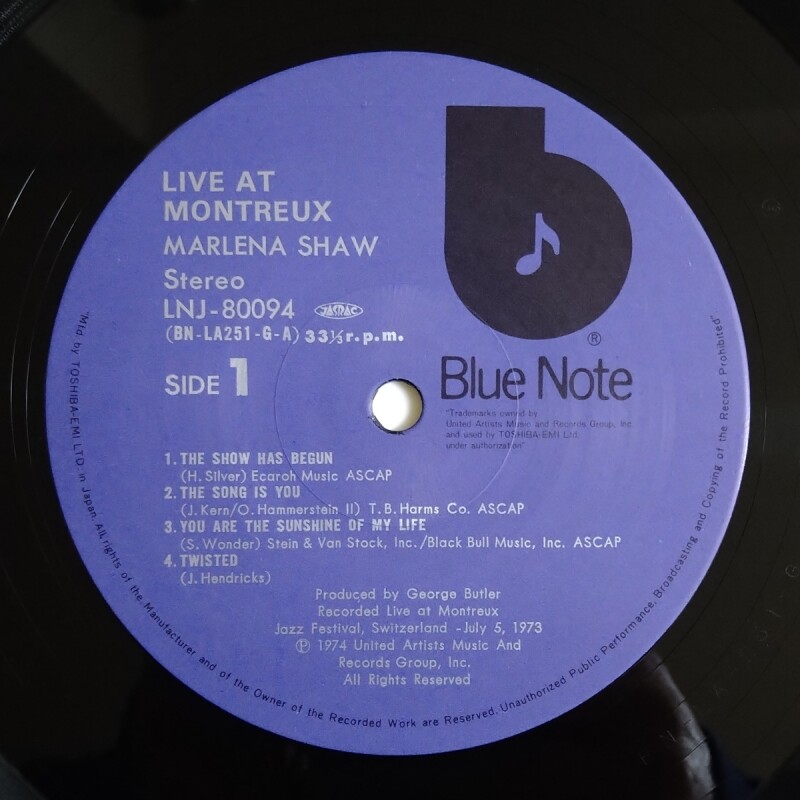 LIVE AT
MONTREUX
MARLENA SHAW
Stereo
LNJ-80094 JASRAC
(BN-LA251-G-A) 33⅓r.p.m.
SIDE 1
®
Blue Note
"Trademarks owned by
United Artists Music and Records Group, Inc.
and used by TOSHIBA-EMI Ltd.
under authorization"
1. THE SHOW HAS BEGUN
(H. Silver) Ecaroh Music ASCAP
2. THE SONG IS YOU
(J. Kern/O. Hammerstein II) T.B. Harms Co. ASCAP
3. YOU ARE THE SUNSHINE OF MY LIFE
(S. Wonder) Stein & Van Stock, Inc./Black Bull Music, Inc. ASCAP
4. TWISTED
(J. Hendricks)
Produced by George Butler
Recorded Live at Montreux
Jazz Festival, Switzerland -July 5, 1973
℗ 1974 United Artists Music And
Records Group, Inc.
All Rights Reserved
"Mfd by TOSHIBA-EMI LTD. in Japan. All rights of the Manufacturer and of the Owner of the Recorded Work are Reserved. Unauthorized Public Performance, Broadcasting and Copying of the Record Prohibited"